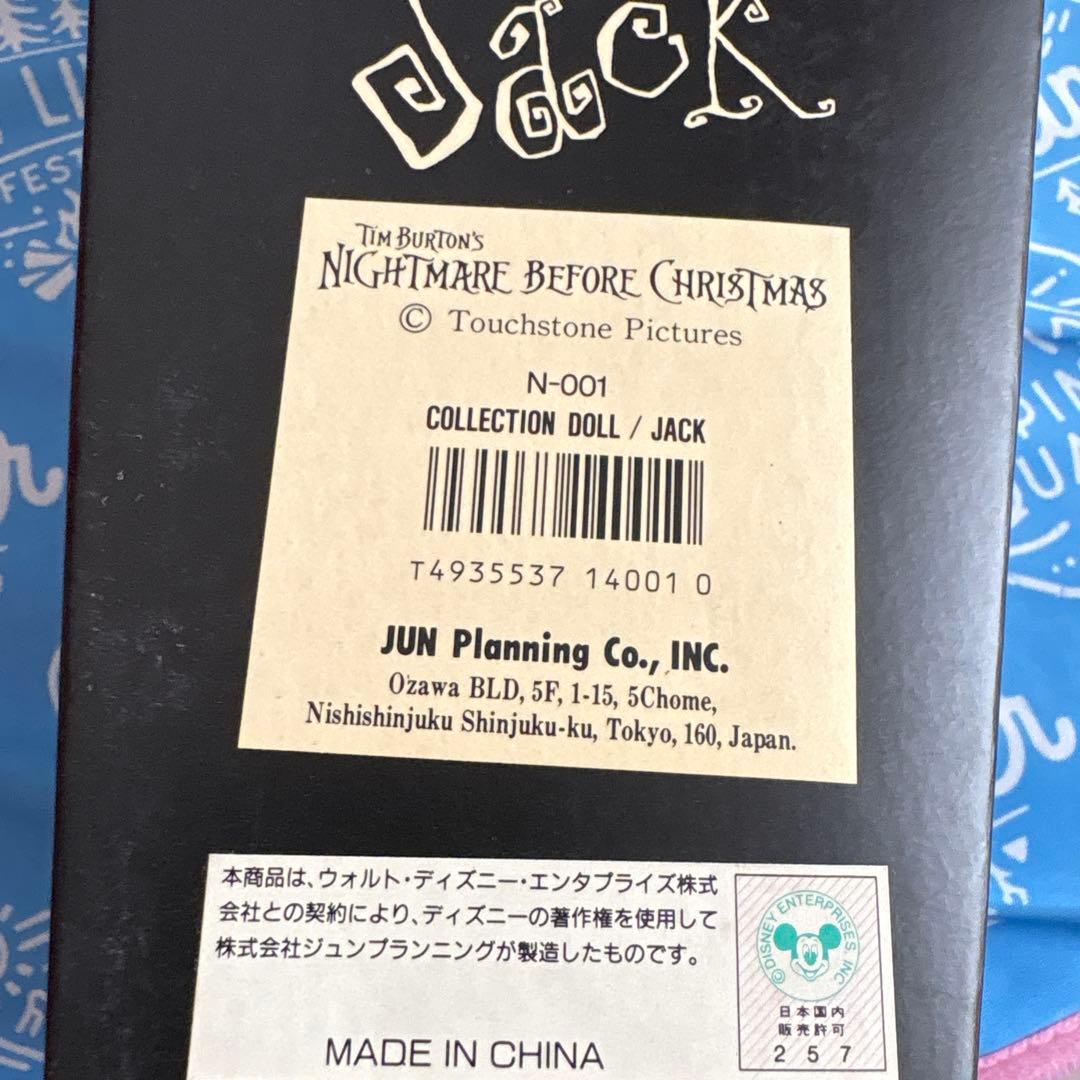 Jack
TIM BURTON'S
NIGHTMARE BEFORE CHRISTMAS
© Touchstone Pictures
N-001
COLLECTION DOLL / JACK
T4935537 14001 0
JUN Planning Co., INC.
Ozawa BLD, 5F, 1-15, 5Chome,
Nishishinjuku Shinjuku-ku, Tokyo, 160, Japan.
本商品は、ウォルト・ディズニー・エンタプライズ株式
会社との契約により、ディズニーの著作権を使用して
株式会社ジュンプランニングが製造したものです。
MADE IN CHINA
©DISNEY ENTERPRISES INC
日本国内
販売許可
257
FEST